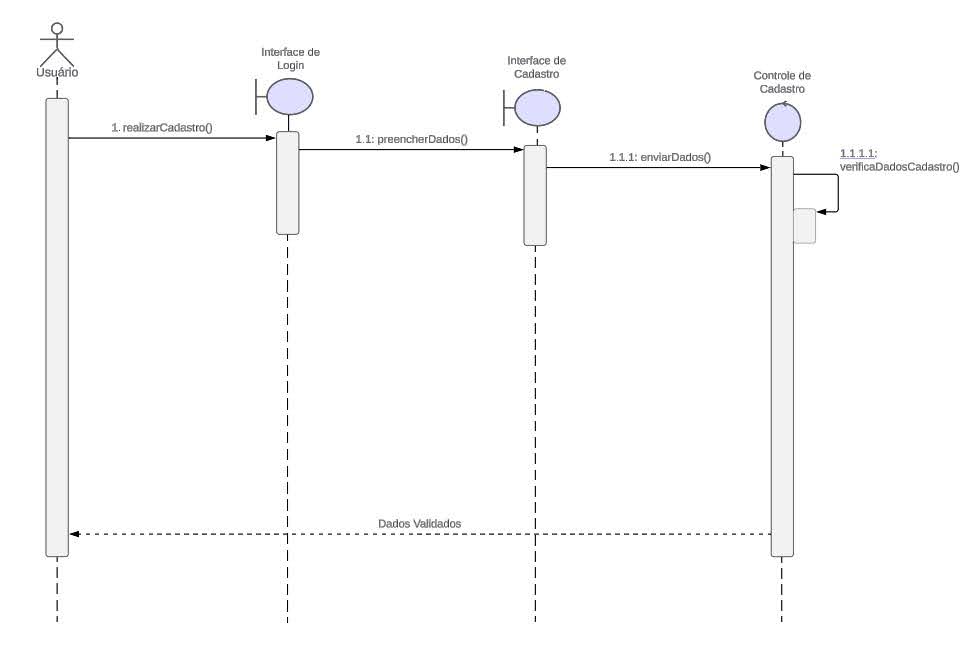 Usuário
Interface de
Login
Interface de
Cadastro
Controle de
Cadastro
1. realizarCadastro()
1.1: preencherDados()
1.1.1: enviarDados()
1.1.1.1:
verificaDadosCadastro()
Dados Validados